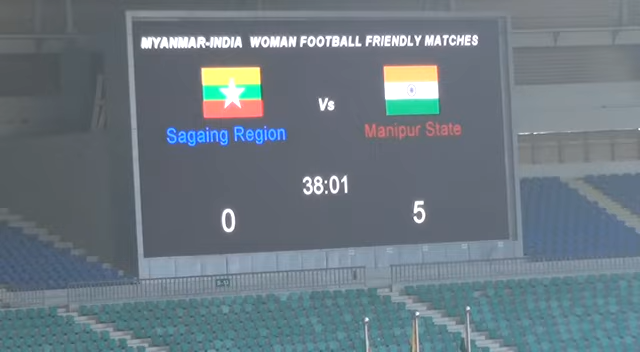 MYANMAR-INDIA WOMAN FOOTBALL FRIENDLY MATCHES
Vs
Sagaing Region Manipur State
38:01
0 5